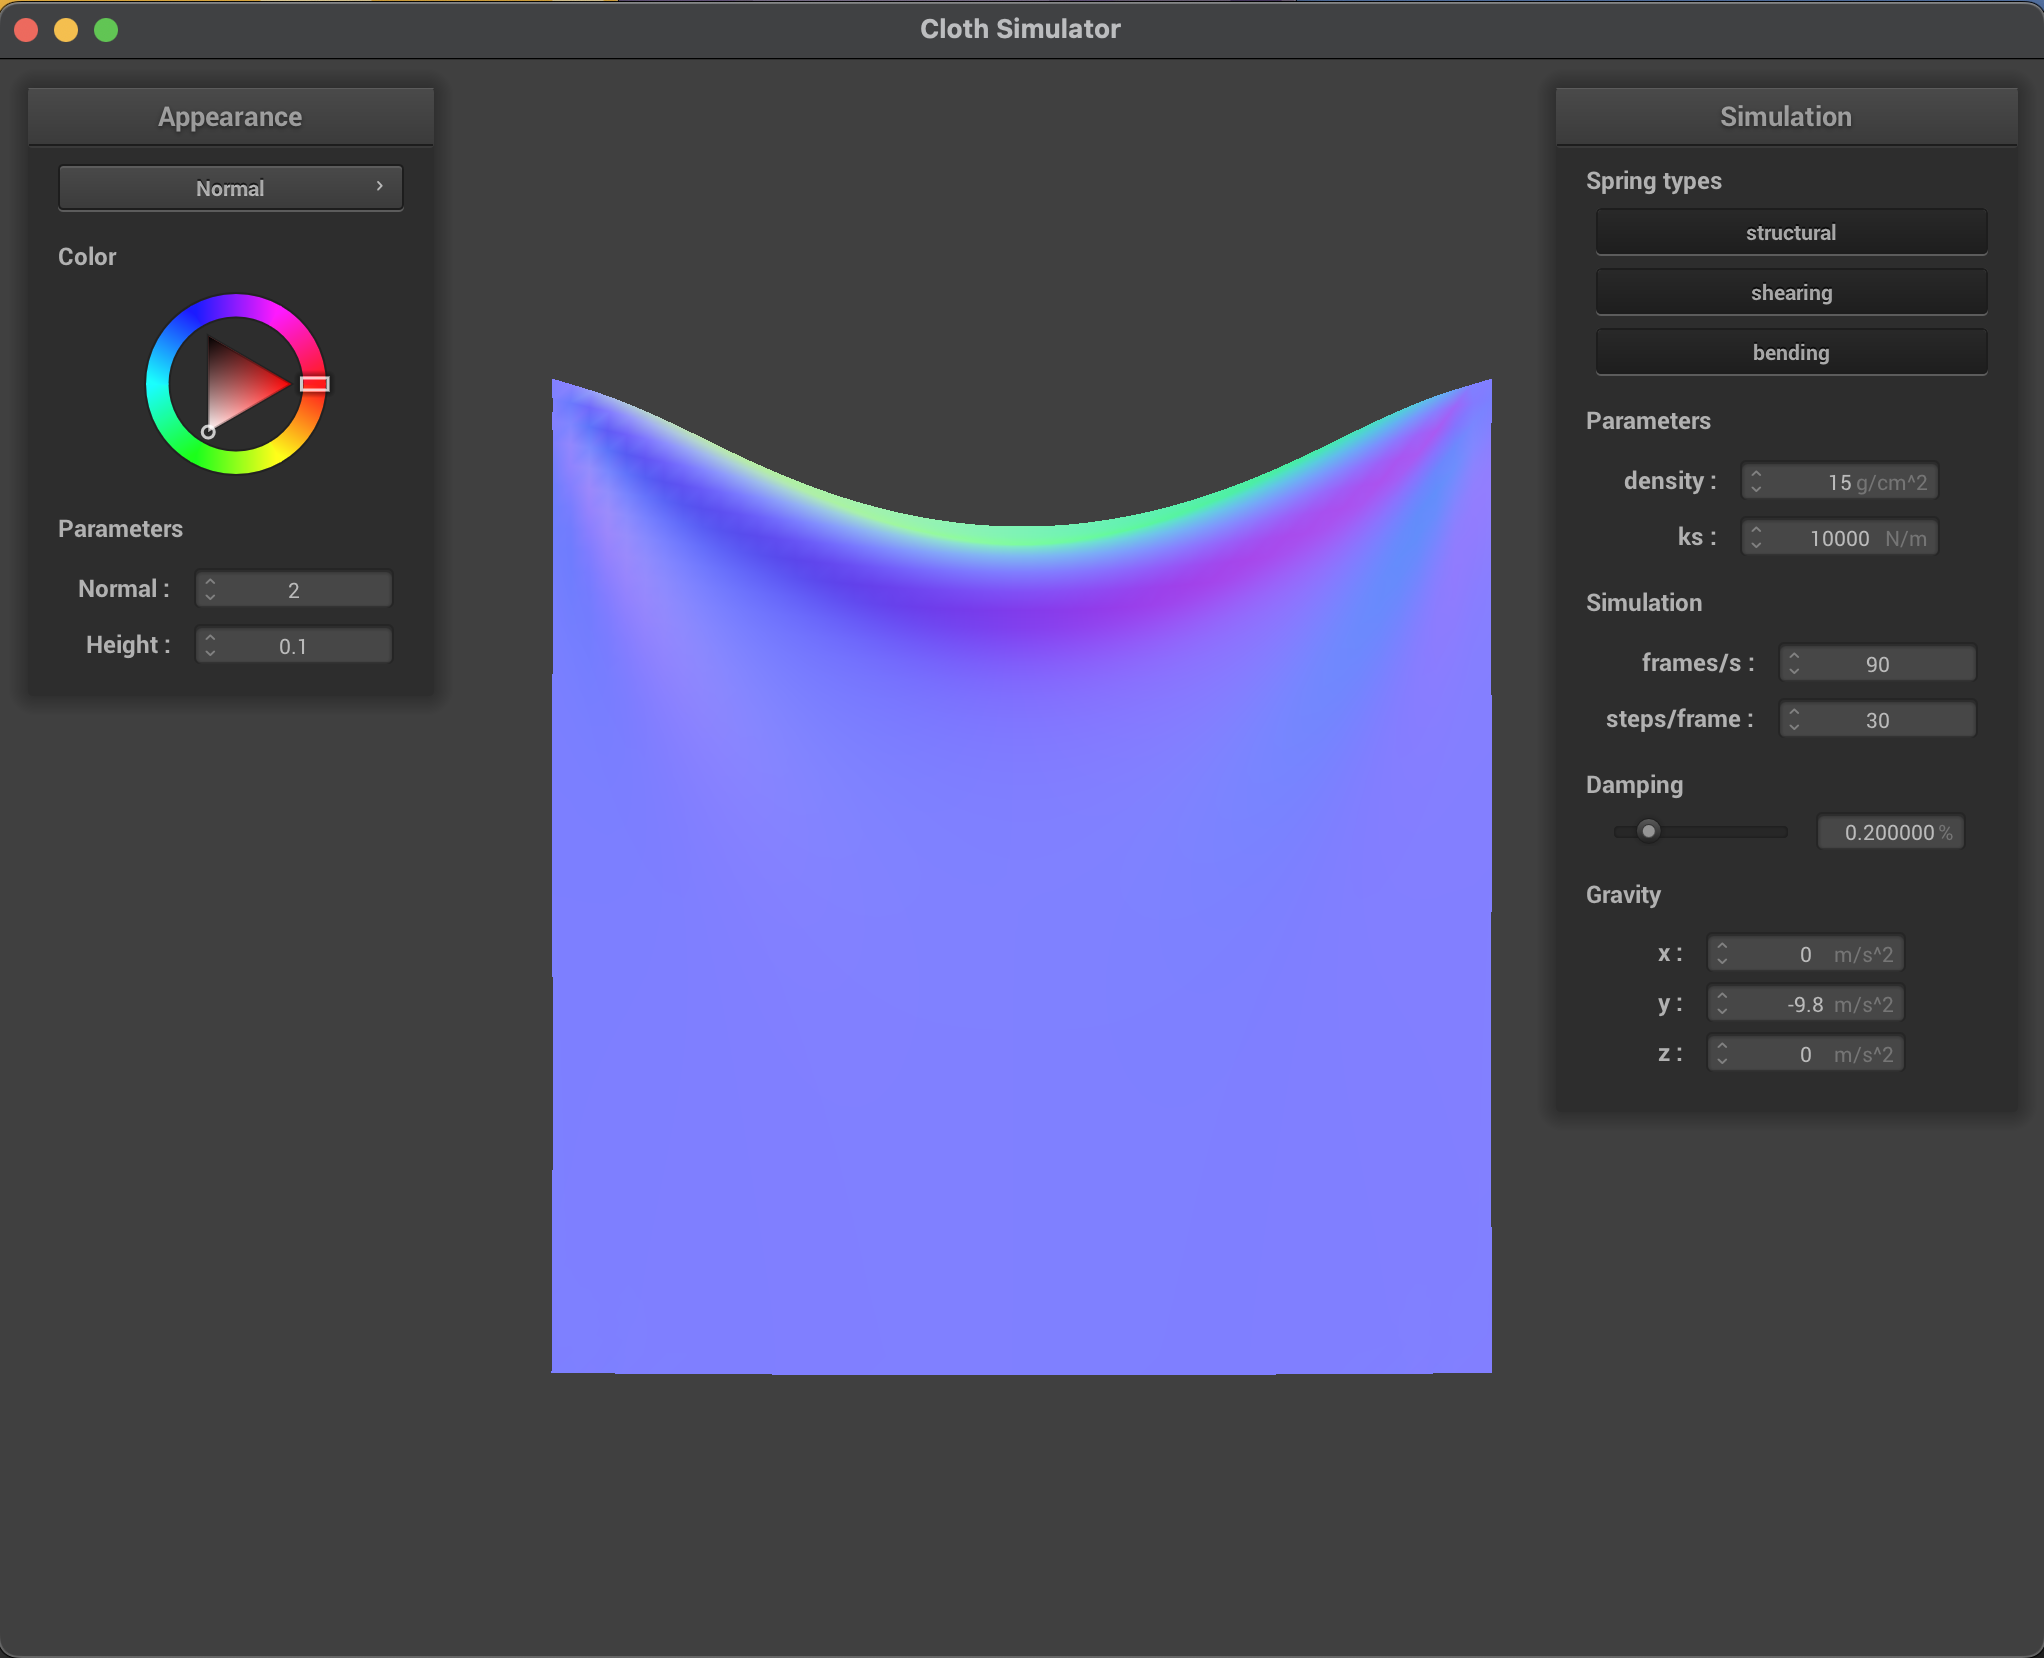 Cloth Simulator
Appearance
Normal
Color
Parameters
Normal : 2
Height : 0.1
Simulation
Spring types
structural
shearing
bending
Parameters
density : 15 g/cm^2
ks : 10000 N/m
Simulation
frames/s : 90
steps/frame : 30
Damping
0.200000 %
Gravity
x : 0 m/s^2
y : -9.8 m/s^2
z : 0 m/s^2